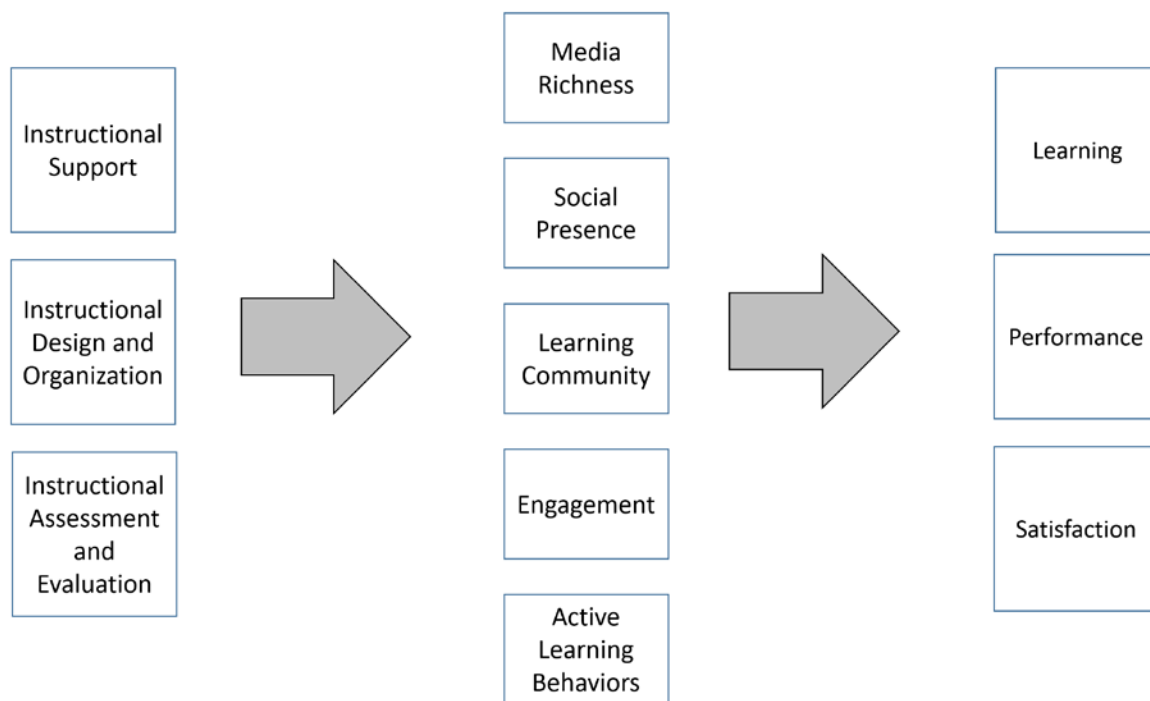 Instructional
Support
Instructional
Design and
Organization
Instructional
Assessment
and
Evaluation
Media
Richness
Social
Presence
Learning
Community
Engagement
Active
Learning
Behaviors
Learning
Performance
Satisfaction